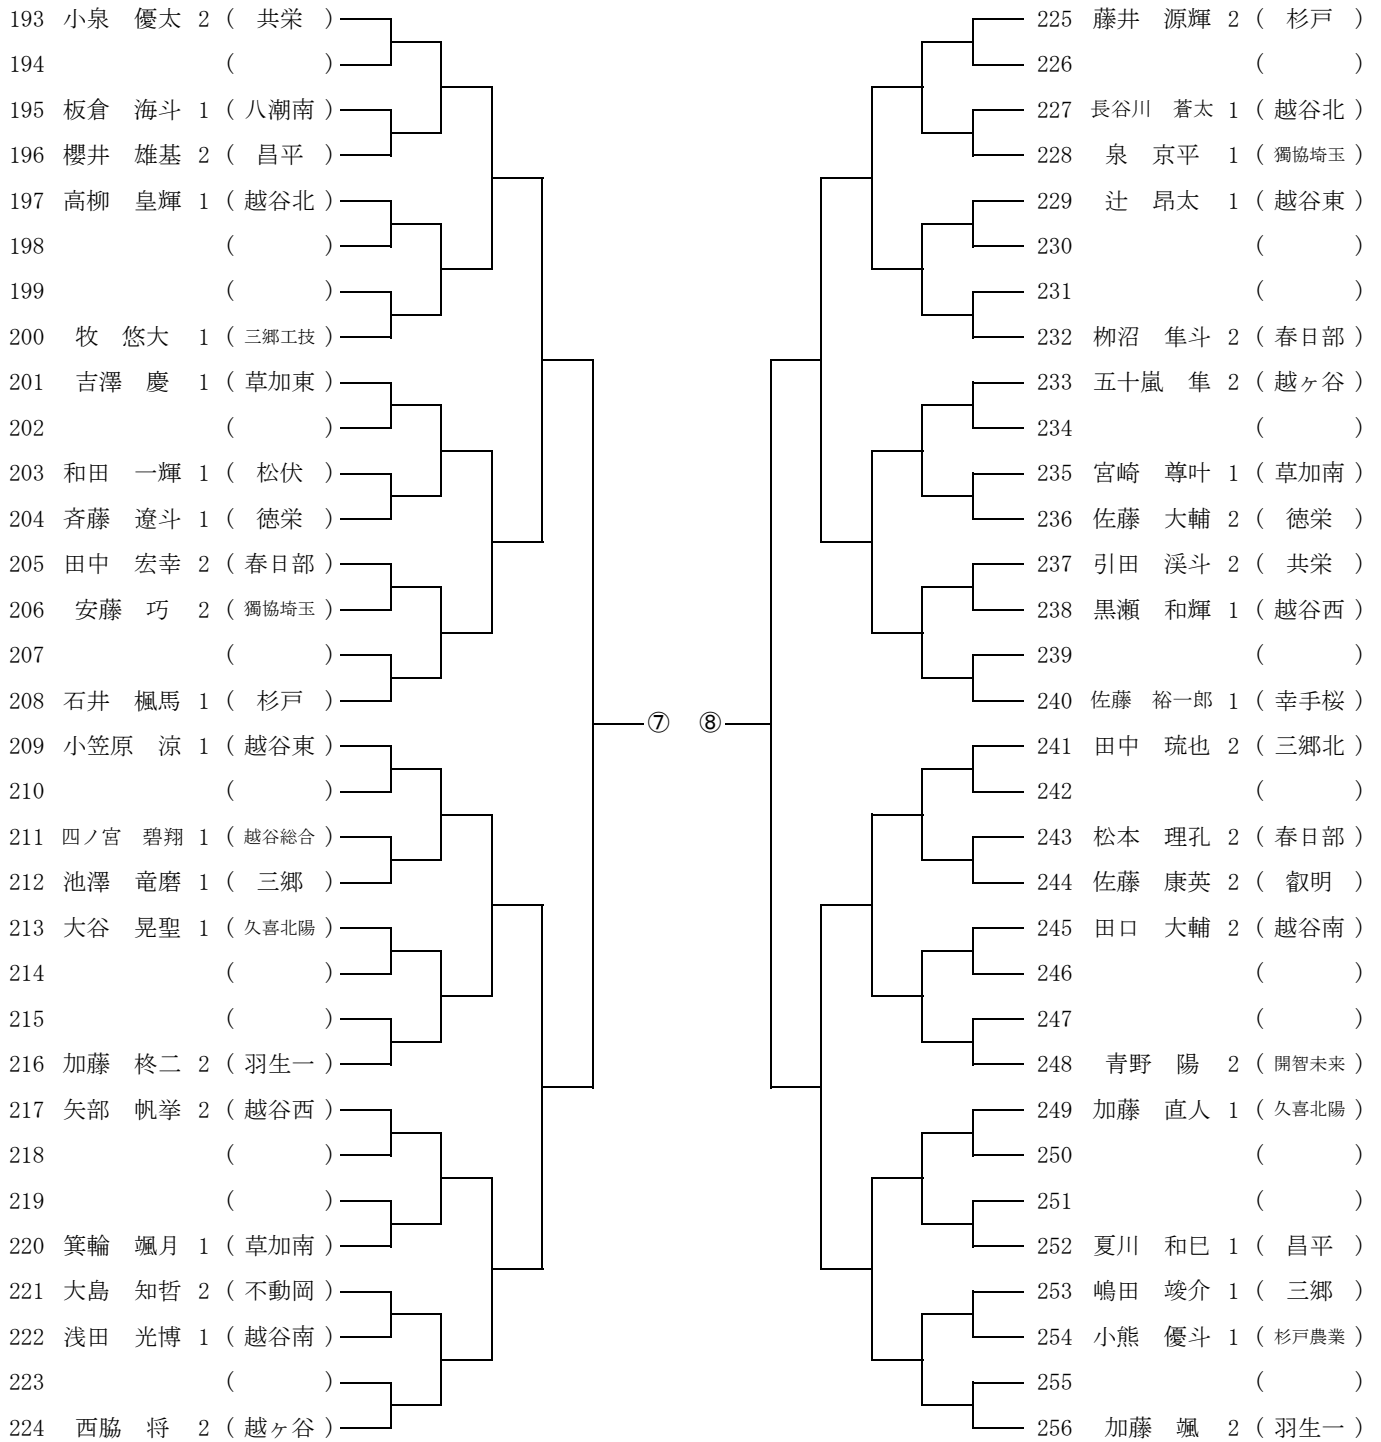 193 小泉　優太 2 ( 共栄 )
194 ( )
195 板倉　海斗 1 ( 八潮南 )
196 櫻井　雄基 2 ( 昌平 )
197 高柳　皇輝 1 ( 越谷北 )
198 ( )
199 ( )
200 牧　悠大 1 ( 三郷工技 )
201 吉澤　慶 1 ( 草加東 )
202 ( )
203 和田　一輝 1 ( 松伏 )
204 斉藤　遼斗 1 ( 徳栄 )
205 田中　宏幸 2 ( 春日部 )
206 安藤　巧 2 ( 獨協埼玉 )
207 ( )
208 石井　楓馬 1 ( 杉戸 )
209 小笠原　涼 1 ( 越谷東 )
210 ( )
211 四ノ宮　碧翔 1 ( 越谷総合 )
212 池澤　竜磨 1 ( 三郷 )
213 大谷　晃聖 1 ( 久喜北陽 )
214 ( )
215 ( )
216 加藤　柊二 2 ( 羽生一 )
217 矢部　帆挙 2 ( 越谷西 )
218 ( )
219 ( )
220 箕輪　颯月 1 ( 草加南 )
221 大島　知哲 2 ( 不動岡 )
222 浅田　光博 1 ( 越谷南 )
223 ( )
224 西脇　将 2 ( 越ヶ谷 )
⑦ ⑧
225 藤井　源輝 2 ( 杉戸 )
226 ( )
227 長谷川　蒼太 1 ( 越谷北 )
228 泉　京平 1 ( 獨協埼玉 )
229 辻　昂太 1 ( 越谷東 )
230 ( )
231 ( )
232 栁沼　隼斗 2 ( 春日部 )
233 五十嵐　隼 2 ( 越ヶ谷 )
234 ( )
235 宮崎　尊叶 1 ( 草加南 )
236 佐藤　大輔 2 ( 徳栄 )
237 引田　渓斗 2 ( 共栄 )
238 黒瀬　和輝 1 ( 越谷西 )
239 ( )
240 佐藤　裕一郎 1 ( 幸手桜 )
241 田中　琉也 2 ( 三郷北 )
242 ( )
243 松本　理孔 2 ( 春日部 )
244 佐藤　康英 2 ( 叡明 )
245 田口　大輔 2 ( 越谷南 )
246 ( )
247 ( )
248 青野　陽 2 ( 開智未来 )
249 加藤　直人 1 ( 久喜北陽 )
250 ( )
251 ( )
252 夏川　和巳 1 ( 昌平 )
253 嶋田　竣介 1 ( 三郷 )
254 小熊　優斗 1 ( 杉戸農業 )
255 ( )
256 加藤　颯 2 ( 羽生一 )